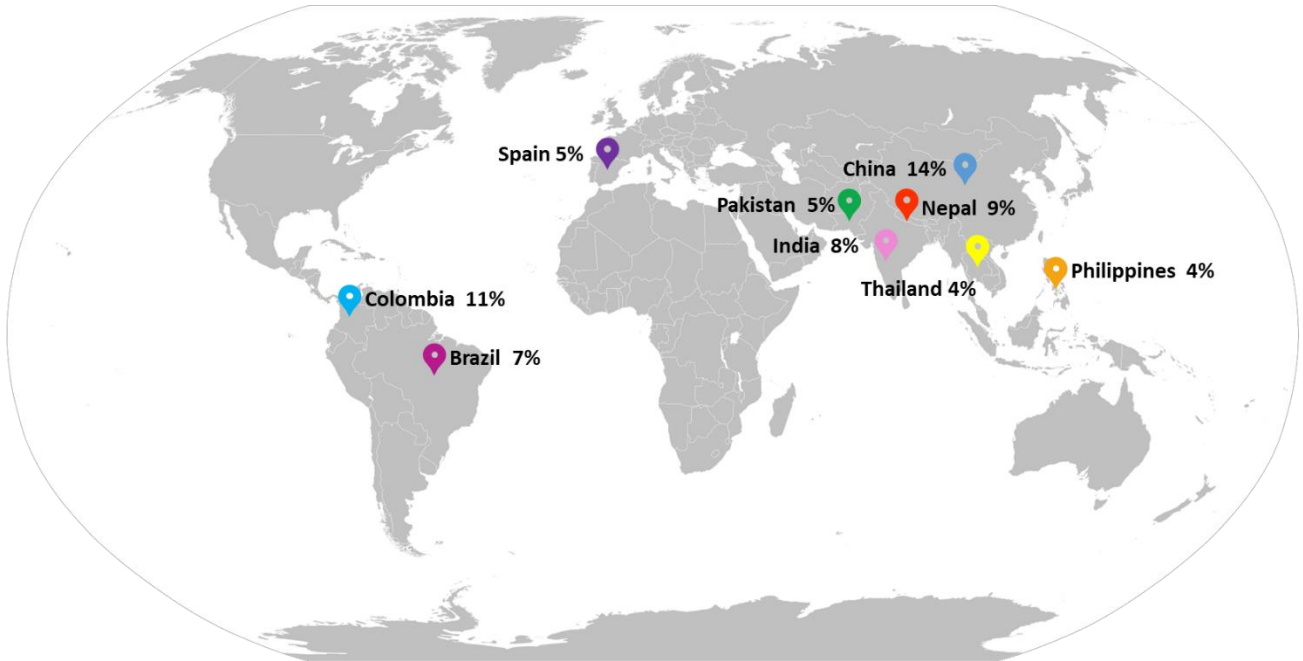 Spain 5%
China 14%
Pakistan 5%
Nepal 9%
India 8%
Thailand 4%
Philippines 4%
Colombia 11%
Brazil 7%